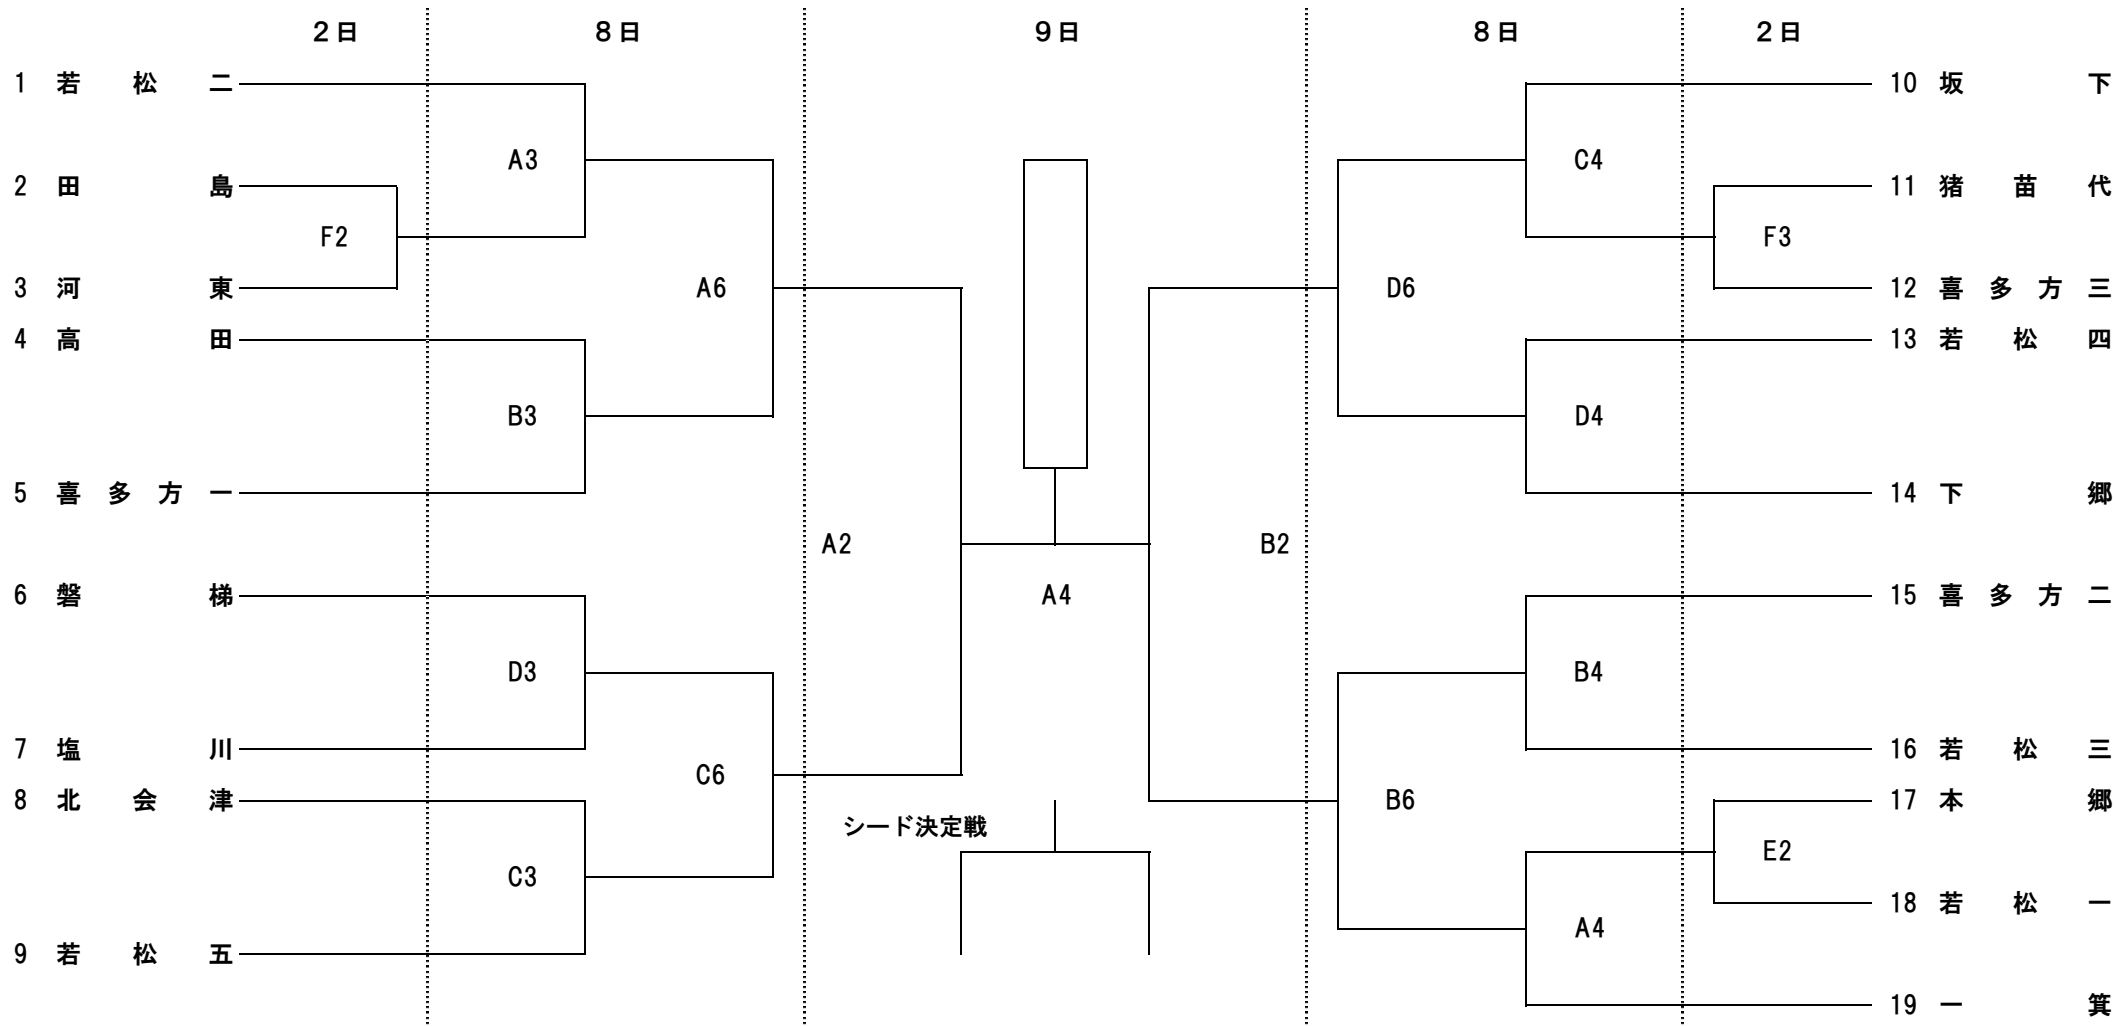 2日 8日 9日 8日 2日
1 若松二 10 坂下
A3 C4
2 田島 11 猪苗代
F2 F3
3 河東 A6 D6 12 喜多方三
4 高田 13 若松四
B3 D4
5 喜多方一 14 下郷
A2 B2
6 磐梯 A4 15 喜多方二
D3 B4
7 塩川 16 若松三
C6
8 北会津 B6 17 本郷
シード決定戦
E2
C3
18 若松一
A4
9 若松五
19 一箕